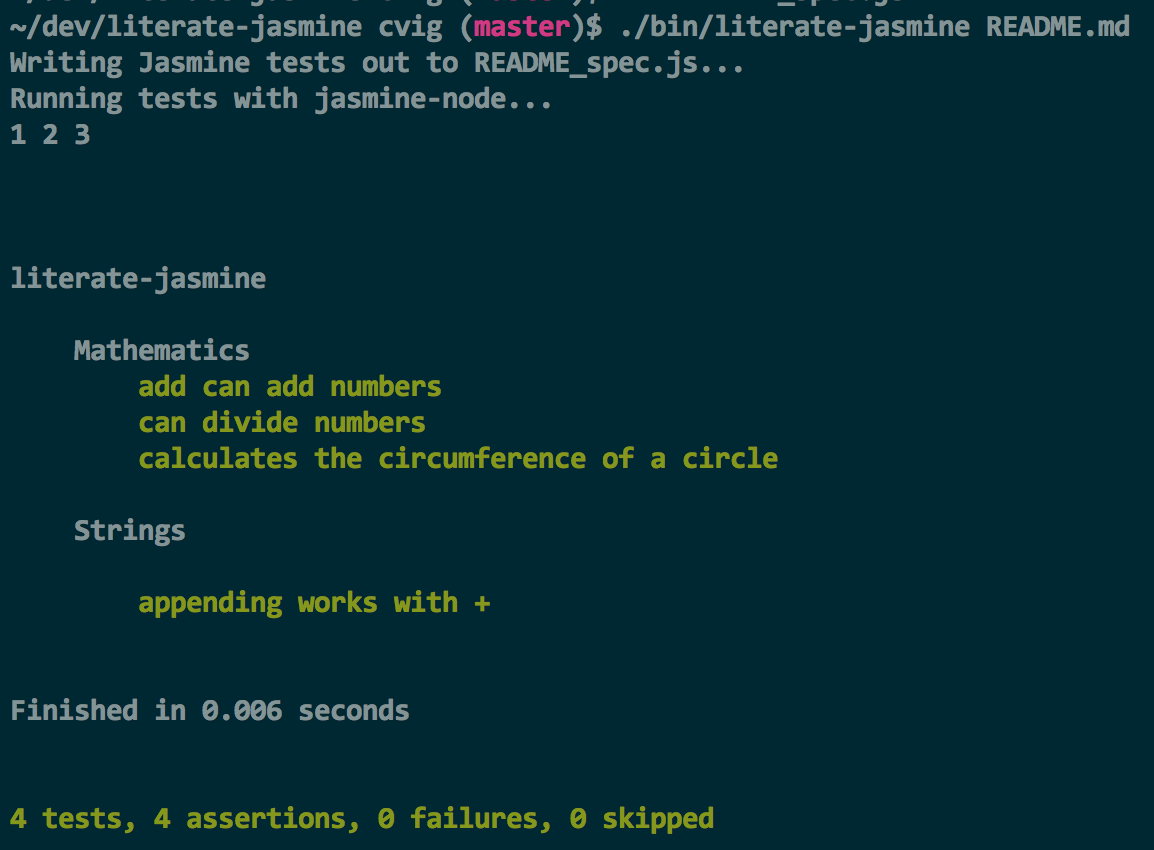 ~/dev/literate-jasmine cvig (master)$ ./bin/literate-jasmine README.md
Writing Jasmine tests out to README_spec.js...
Running tests with jasmine-node...
1 2 3
literate-jasmine
Mathematics
add can add numbers
can divide numbers
calculates the circumference of a circle
Strings
appending works with +
Finished in 0.006 seconds
4 tests, 4 assertions, 0 failures, 0 skipped